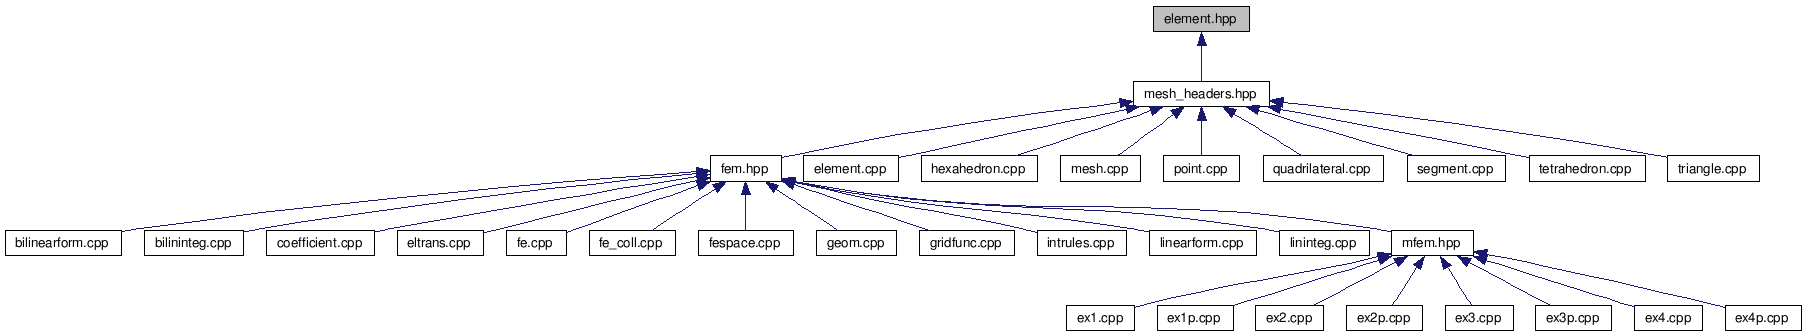 element.hpp
mesh_headers.hpp
fem.hpp
element.cpp
hexahedron.cpp
mesh.cpp
point.cpp
quadrilateral.cpp
segment.cpp
tetrahedron.cpp
triangle.cpp
bilinearform.cpp
bilininteg.cpp
coefficient.cpp
eltrans.cpp
fe.cpp
fe_coll.cpp
fespace.cpp
geom.cpp
gridfunc.cpp
intrules.cpp
linearform.cpp
lininteg.cpp
mfem.hpp
ex1.cpp
ex1p.cpp
ex2.cpp
ex2p.cpp
ex3.cpp
ex3p.cpp
ex4.cpp
ex4p.cpp